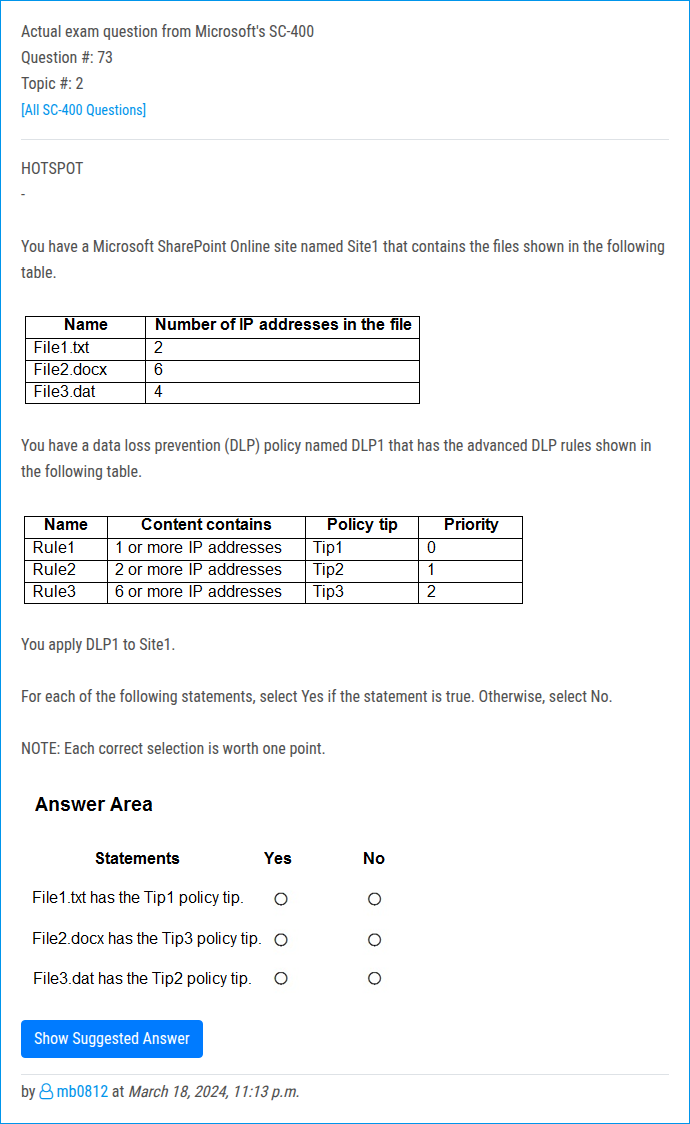 Actual exam question from Microsoft's SC-400
Question #: 73
Topic #: 2
[All SC-400 Questions]
HOTSPOT
-
You have a Microsoft SharePoint Online site named Site1 that contains the files shown in the following
table.
Name Number of IP addresses in the file
File1.txt 2
File2.docx 6
File3.dat 4
You have a data loss prevention (DLP) policy named DLP1 that has the advanced DLP rules shown in
the following table.
Name Content contains Policy tip Priority
Rule1 1 or more IP addresses Tip1 0
Rule2 2 or more IP addresses Tip2 1
Rule3 6 or more IP addresses Tip3 2
You apply DLP1 to Site1.
For each of the following statements, select Yes if the statement is true. Otherwise, select No.
NOTE: Each correct selection is worth one point.
Answer Area
Statements Yes No
File1.txt has the Tip1 policy tip.
File2.docx has the Tip3 policy tip.
File3.dat has the Tip2 policy tip.
Show Suggested Answer
by mb0812 at March 18, 2024, 11:13 p.m.